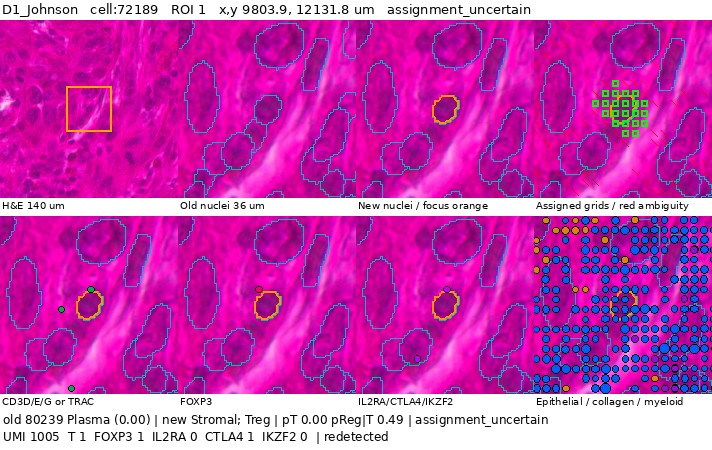 D1_Johnson cell:72189 ROI 1 x,y 9803.9, 12131.8 um assignment_uncertain
H&E 140 um
Old nuclei 36 um
New nuclei / focus orange
Assigned grids / red ambiguity
CD3D/E/G or TRAC
FOXP3
IL2RA/CTLA4/IKZF2
Epithelial / collagen / myeloid
old 80239 Plasma (0.00) | new Stromal; Treg | pT 0.00 pReg|T 0.49 | assignment_uncertain
UMI 1005 T 1 FOXP3 1 IL2RA 0 CTLA4 1 IKZF2 0 | redetected